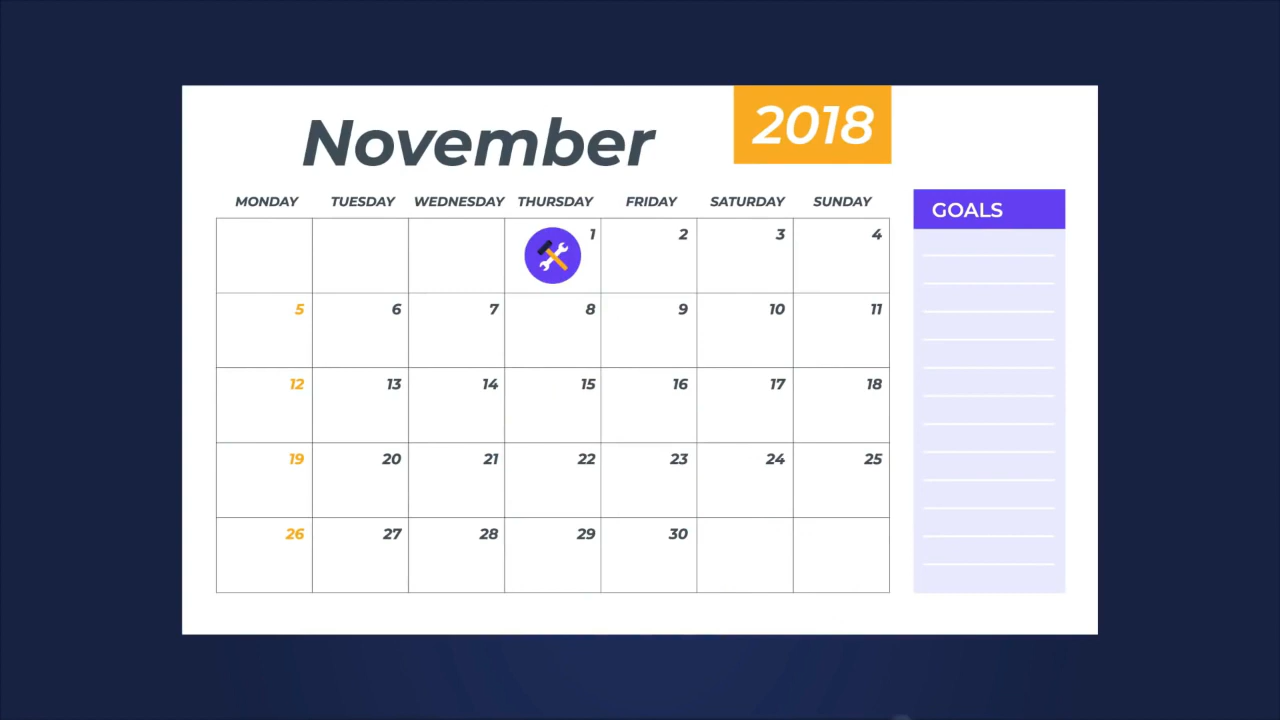 November
2018
MONDAY TUESDAY WEDNESDAY THURSDAY FRIDAY SATURDAY SUNDAY
GOALS
1 2 3 4
5 6 7 8 9 10 11
12 13 14 15 16 17 18
19 20 21 22 23 24 25
26 27 28 29 30